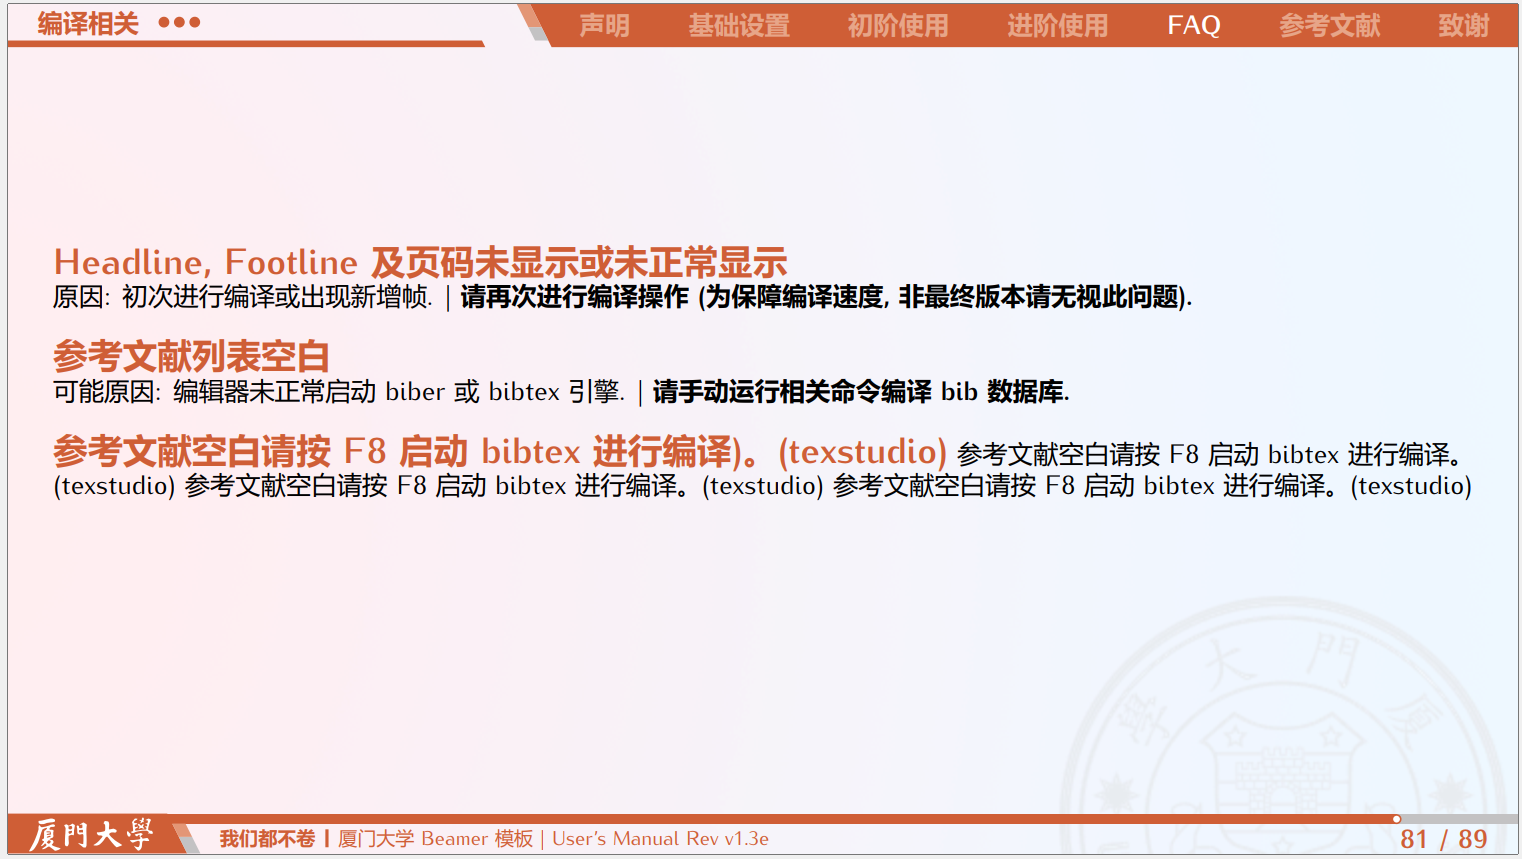 编译相关
声明 基础设置 初阶使用 进阶使用 FAQ 参考文献 致谢
Headline, Footline 及页码未显示或未正常显示
原因: 初次进行编译或出现新增帧. | 请再次进行编译操作 (为保障编译速度, 非最终版本请无视此问题).
参考文献列表空白
可能原因: 编辑器未正常启动 biber 或 bibtex 引擎. | 请手动运行相关命令编译 bib 数据库.
参考文献空白请按 F8 启动 bibtex 进行编译)。(texstudio) 参考文献空白请按 F8 启动 bibtex 进行编译。
(texstudio) 参考文献空白请按 F8 启动 bibtex 进行编译。(texstudio) 参考文献空白请按 F8 启动 bibtex 进行编译。(texstudio)
學大門廈
厦門大學
我们都不卷 | 厦门大学 Beamer 模板 | User's Manual Rev v1.3e
81 / 89